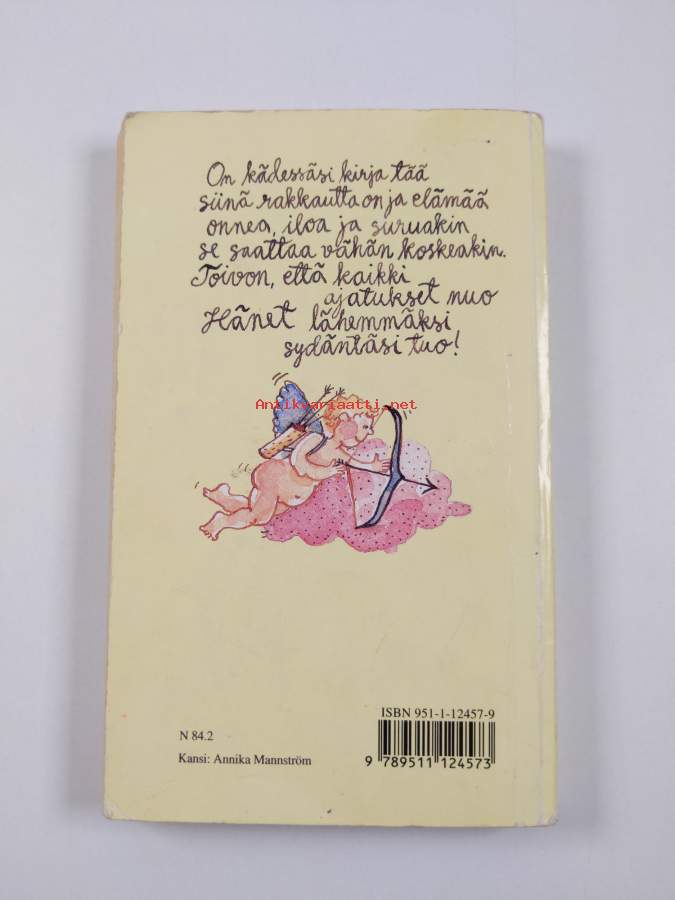 On kädessäsi kirja tää
siinä rakkautta on ja elämää
onnea, iloa ja suruakin
se saattaa vähän koskeakin.
Toivon, että kaikki
ajatukset nuo
Hänet lähemmäksi
sydäntäsi tuo!
Antikvariaatti.net
ISBN 951-1-12457-9
N 84.2
Kansi: Annika Mannström
9 789511 124573